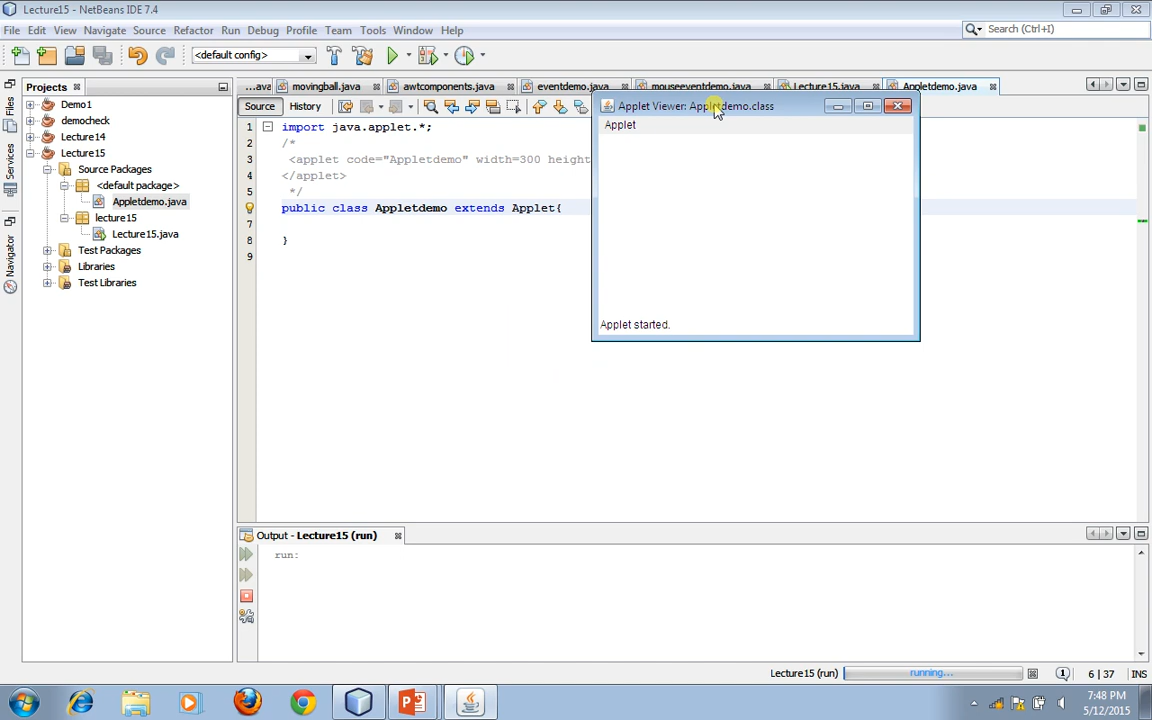 Lecture15 - NetBeans IDE 7.4
File Edit View Navigate Source Refactor Run Debug Profile Team Tools Window Help
Search (Ctrl+I)
<default config>
Projects
...ava movingball.java awtcomponents.java eventdemo.java mouseeventdemo.java Lecture15.java Appletdemo.java
Source History
Files
Services
Navigator
Demo1
democheck
Lecture14
Lecture15
Source Packages
<default package>
Appletdemo.java
lecture15
Lecture15.java
Test Packages
Libraries
Test Libraries
1 import java.applet.*;
2 /*
3 <applet code="Appletdemo" width=300 height
4 </applet>
5 */
6 public class Appletdemo extends Applet{
7
8 }
9
Applet Viewer: Appletdemo.class
Applet
Applet started.
Output - Lecture15 (run)
run:
Lecture15 (run) running... 1 6 | 37 INS
7:48 PM
5/12/2015